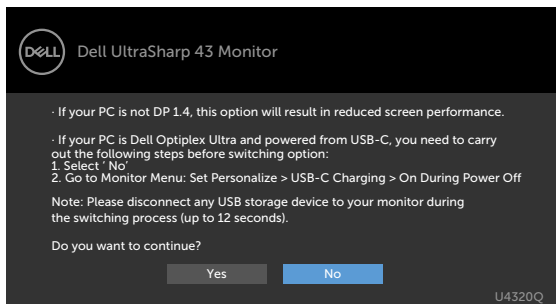 DELL Dell UltraSharp 43 Monitor
· If your PC is not DP 1.4, this option will result in reduced screen performance.
· If your PC is Dell Optiplex Ultra and powered from USB-C, you need to carry
out the following steps before switching option:
1. Select ‘ No’
2. Go to Monitor Menu: Set Personalize > USB-C Charging > On During Power Off
Note: Please disconnect any USB storage device to your monitor during
the switching process (up to 12 seconds).
Do you want to continue?
Yes No
U4320Q